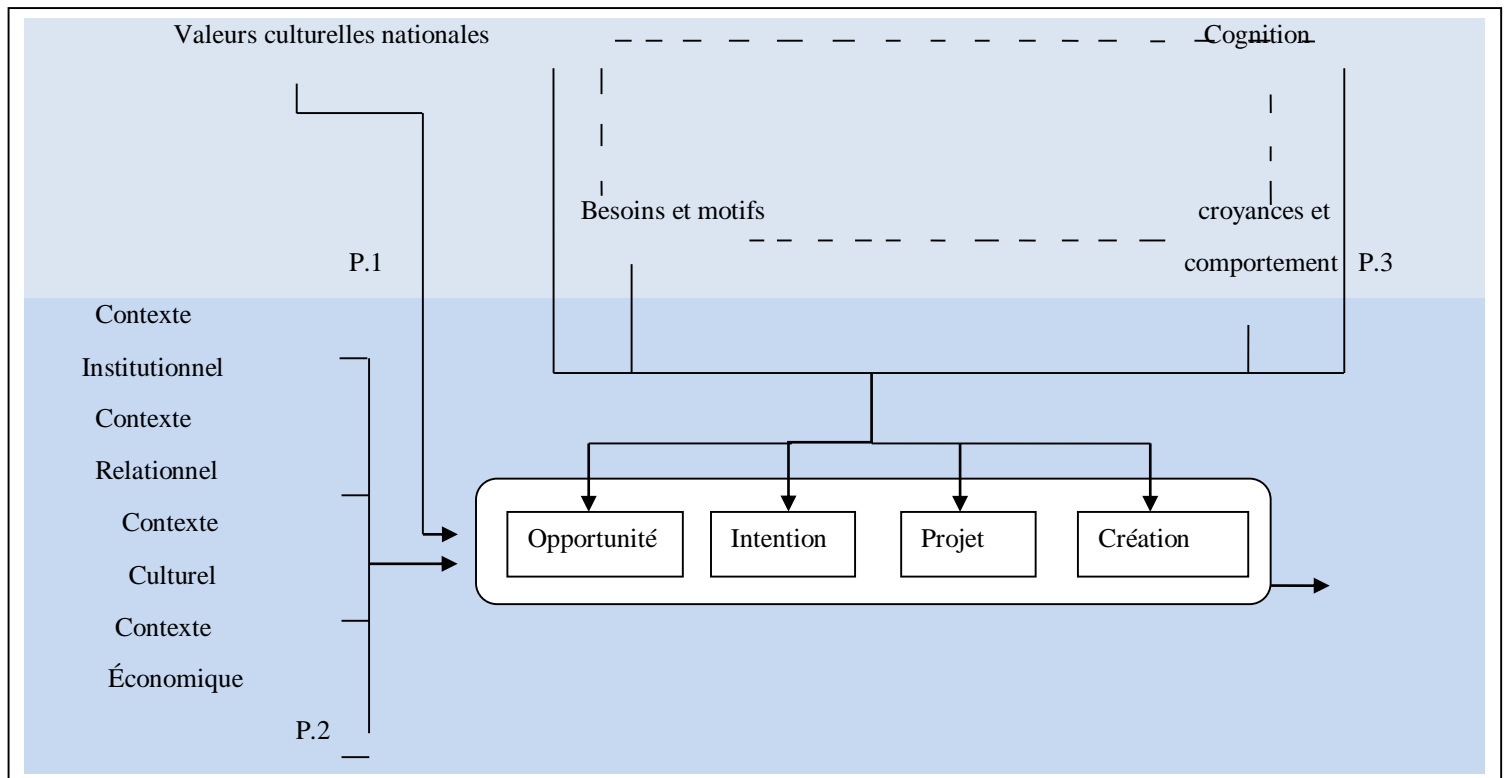 Valeurs culturelles nationales
Cognition
Besoins et motifs
croyances et
comportement
P.1
P.3
Contexte
Institutionnel
Contexte
Relationnel
Contexte
Culturel
Contexte
Économique
P.2
Opportunité
Intention
Projet
Création